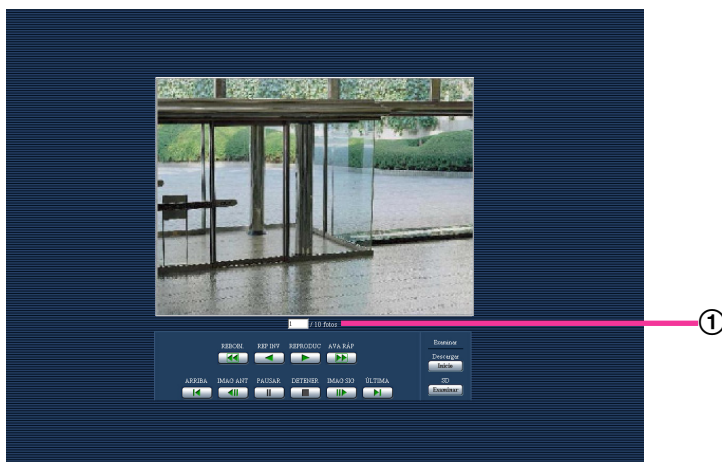 1 / 10 fotos
①
REBOBI. REP INV REPRODUC AVA RÁP
ARRIBA IMAG ANT PAUSAR DETENER IMAG SIG ÚLTIMA
Examinar
Descargar
Inicio
SD
Examinar